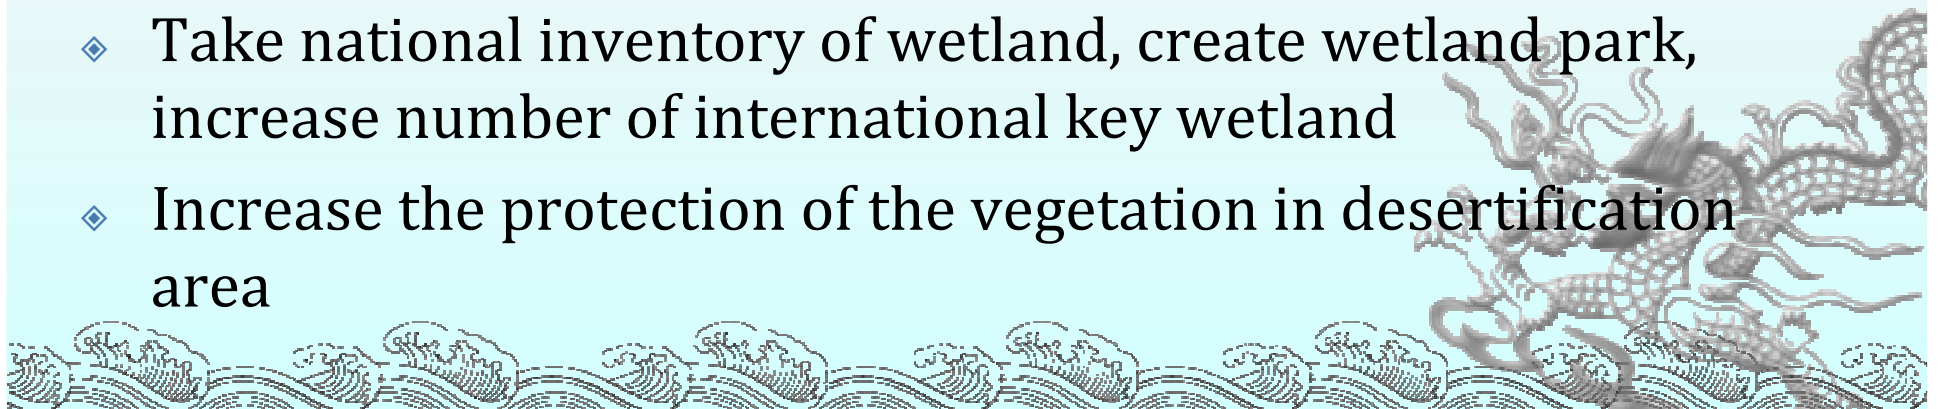 Take national inventory of wetland, create wetland park,
increase number of international key wetland
Increase the protection of the vegetation in desertification
area